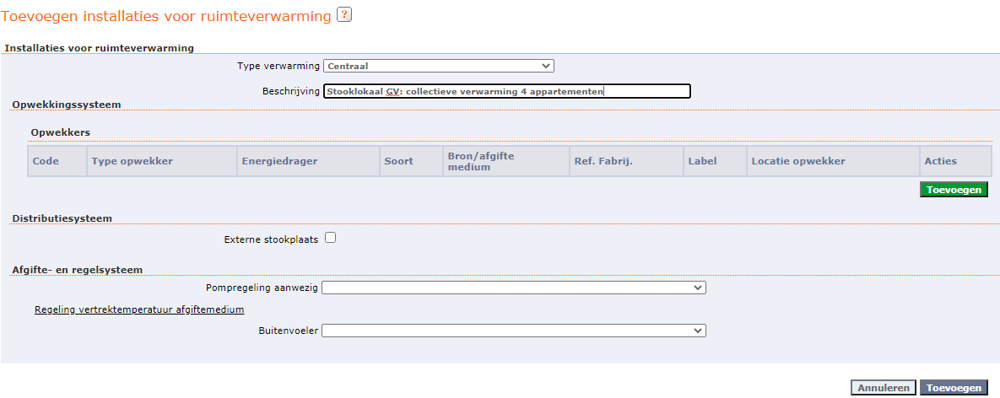 Toevoegen installaties voor ruimteverwarming ?
Installaties voor ruimteverwarming
Type verwarming Centraal
Beschrijving Stooklokaal GV: collectieve verwarming 4 appartementen
Opwekkingssysteem
Opwekkers
Code Type opwekker Energiedrager Soort Bron/afgifte medium Ref. Fabrij. Label Locatie opwekker Acties
Toevoegen
Distributiesysteem
Externe stookplaats
Afgifte- en regelsysteem
Pompregeling aanwezig
Regeling vertrektemperatuur afgiftemedium
Buitenvoeler
Annuleren Toevoegen